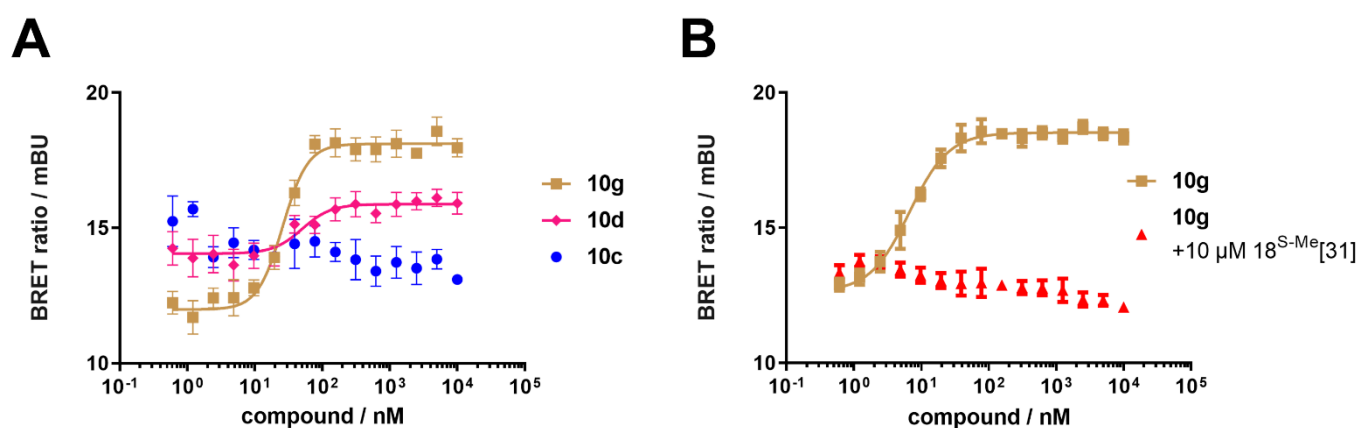 A
BRET ratio / mBU
20
15
10
10⁻¹ 10⁰ 10¹ 10² 10³ 10⁴ 10⁵
compound / nM
10g
10d
10c
B
BRET ratio / mBU
20
15
10
10⁻¹ 10⁰ 10¹ 10² 10³ 10⁴ 10⁵
compound / nM
10g
10g
+10 µM 18ˢ⁻ᴹᵉ[31]